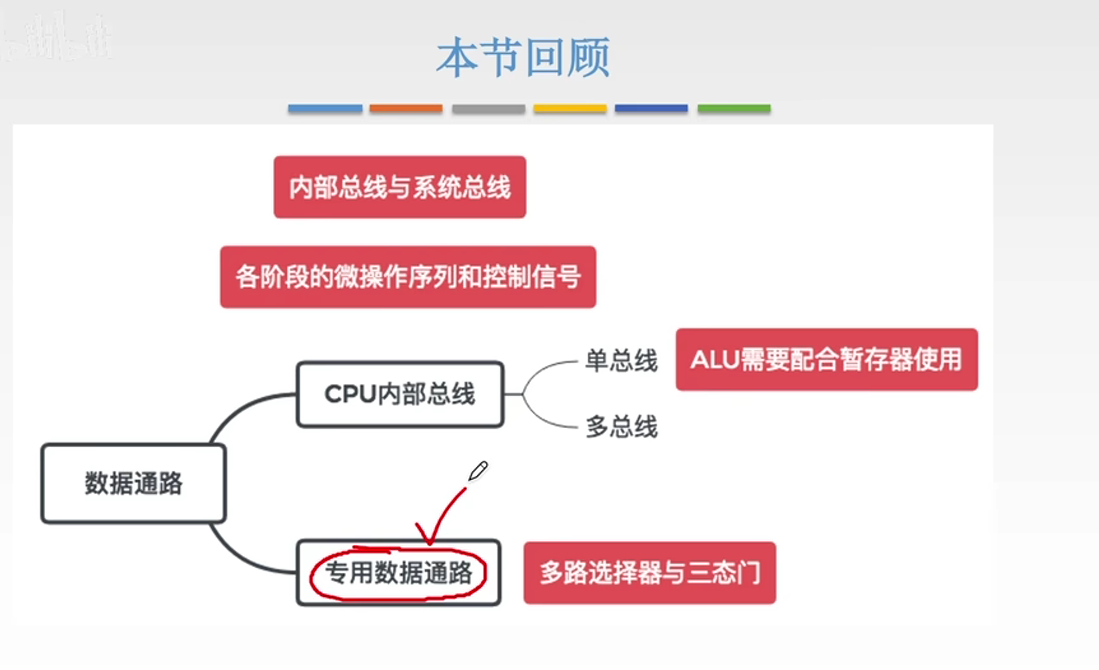 本节回顾
内部总线与系统总线
各阶段的微操作序列和控制信号
单总线
ALU需要配合暂存器使用
CPU内部总线
多总线
数据通路
专用数据通路
多路选择器与三态门